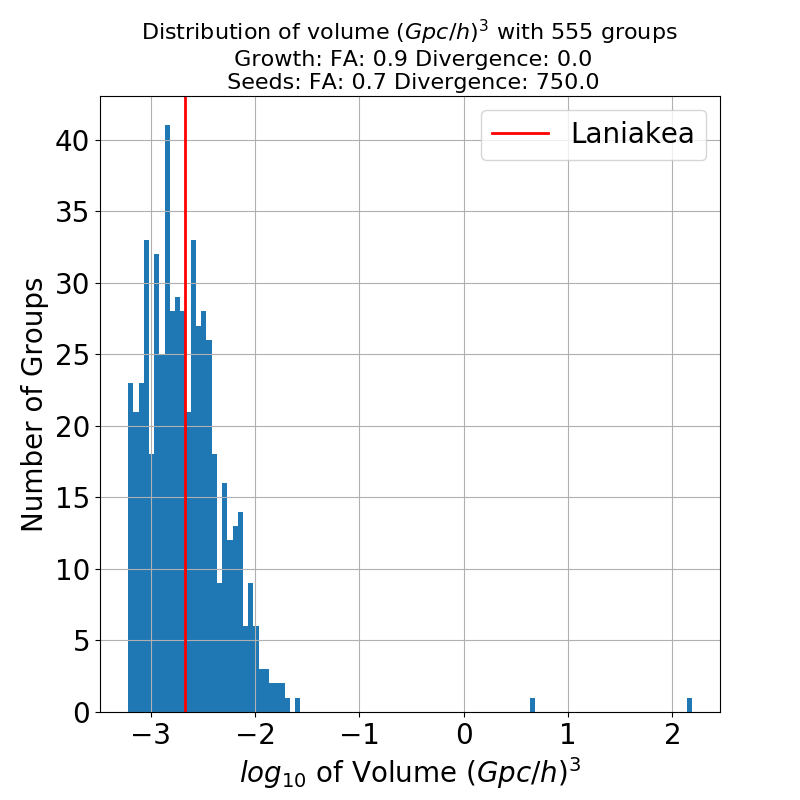 Distribution of volume (Gpc/h)³ with 555 groups
Growth: FA: 0.9 Divergence: 0.0
Seeds: FA: 0.7 Divergence: 750.0
Laniakea
40
35
30
25
20
15
10
5
0
Number of Groups
−3 −2 −1 0 1 2
log₁₀ of Volume (Gpc/h)³